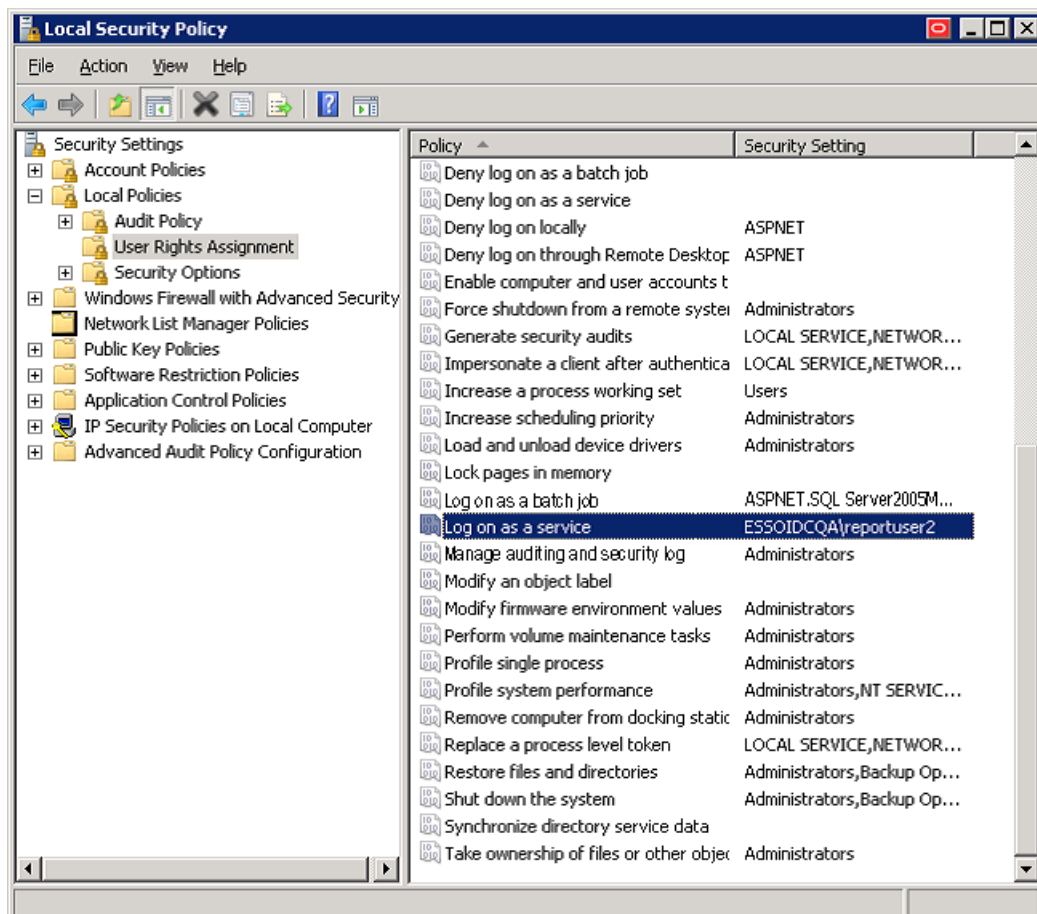 Local Security Policy
File Action View Help
Security Settings
Account Policies
Local Policies
Audit Policy
User Rights Assignment
Security Options
Windows Firewall with Advanced Security
Network List Manager Policies
Public Key Policies
Software Restriction Policies
Application Control Policies
IP Security Policies on Local Computer
Advanced Audit Policy Configuration
Policy Security Setting
Deny log on as a batch job
Deny log on as a service
Deny log on locally ASPNET
Deny log on through Remote Desktop ASPNET
Enable computer and user accounts t
Force shutdown from a remote syster Administrators
Generate security audits LOCAL SERVICE,NETWOR...
Impersonate a client after authentica LOCAL SERVICE,NETWOR...
Increase a process working set Users
Increase scheduling priority Administrators
Load and unload device drivers Administrators
Lock pages in memory
Log on as a batch job ASPNET.SQL Server2005M...
Log on as a service ESSOIDCQA\reportuser2
Manage auditing and security log Administrators
Modify an object label
Modify firmware environment values Administrators
Perform volume maintenance tasks Administrators
Profile single process Administrators
Profile system performance Administrators,NT SERVIC...
Remove computer from docking static Administrators
Replace a process level token LOCAL SERVICE,NETWOR...
Restore files and directories Administrators,Backup Op...
Shut down the system Administrators,Backup Op...
Synchronize directory service data
Take ownership of files or other objec Administrators